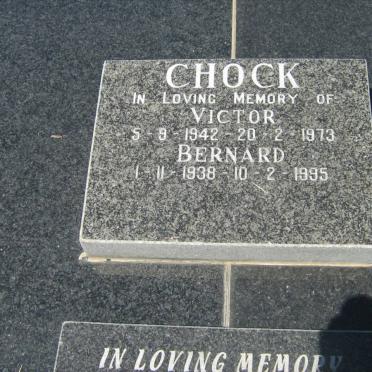 CHOCK
IN LOVING MEMORY OF
VICTOR
5-9-1942-20-2-1973
BERNARD
1-11-1938-10-2-1995
IN LOVING MEMORY